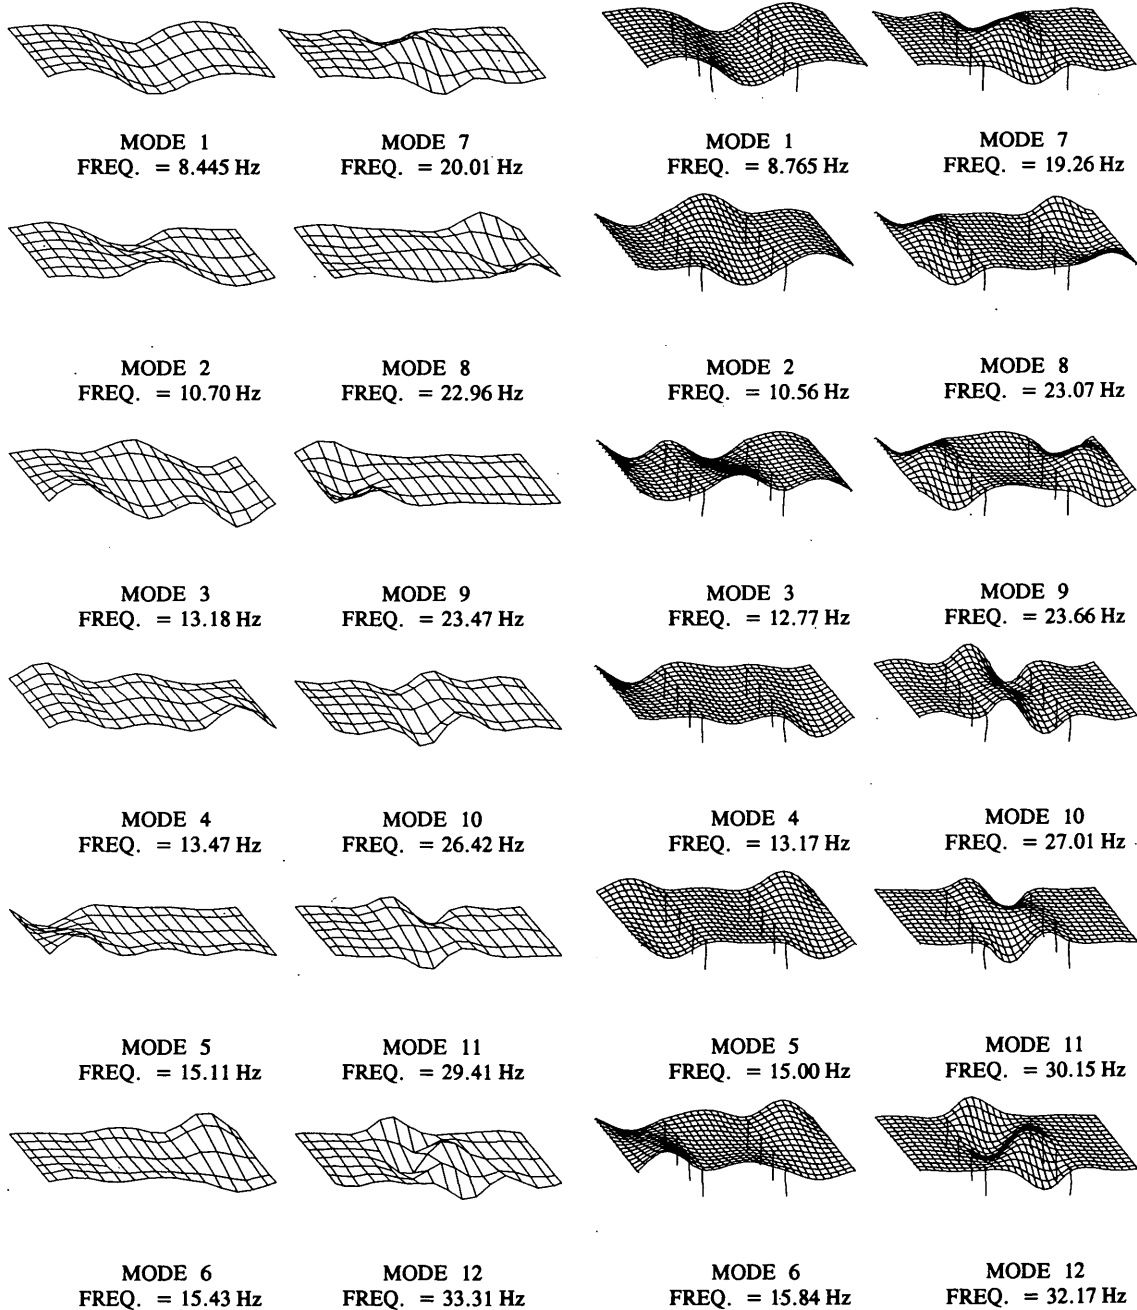 MODE 1
FREQ. = 8.445 Hz
MODE 7
FREQ. = 20.01 Hz
MODE 1
FREQ. = 8.765 Hz
MODE 7
FREQ. = 19.26 Hz
MODE 2
FREQ. = 10.70 Hz
MODE 8
FREQ. = 22.96 Hz
MODE 2
FREQ. = 10.56 Hz
MODE 8
FREQ. = 23.07 Hz
MODE 3
FREQ. = 13.18 Hz
MODE 9
FREQ. = 23.47 Hz
MODE 3
FREQ. = 12.77 Hz
MODE 9
FREQ. = 23.66 Hz
MODE 4
FREQ. = 13.47 Hz
MODE 10
FREQ. = 26.42 Hz
MODE 4
FREQ. = 13.17 Hz
MODE 10
FREQ. = 27.01 Hz
MODE 5
FREQ. = 15.11 Hz
MODE 11
FREQ. = 29.41 Hz
MODE 5
FREQ. = 15.00 Hz
MODE 11
FREQ. = 30.15 Hz
MODE 6
FREQ. = 15.43 Hz
MODE 12
FREQ. = 33.31 Hz
MODE 6
FREQ. = 15.84 Hz
MODE 12
FREQ. = 32.17 Hz